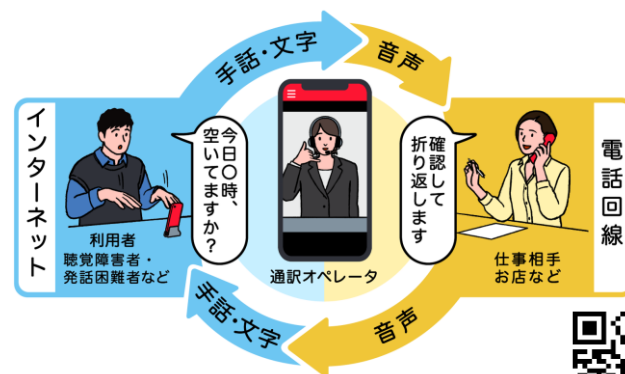 手話・文字
音声
インターネット
今日〇時、
空いてますか？
確認して
折り返します
電話回線
利用者
聴覚障害者・
発話困難者など
通訳オペレータ
仕事相手
お店など
手話・文字
音声